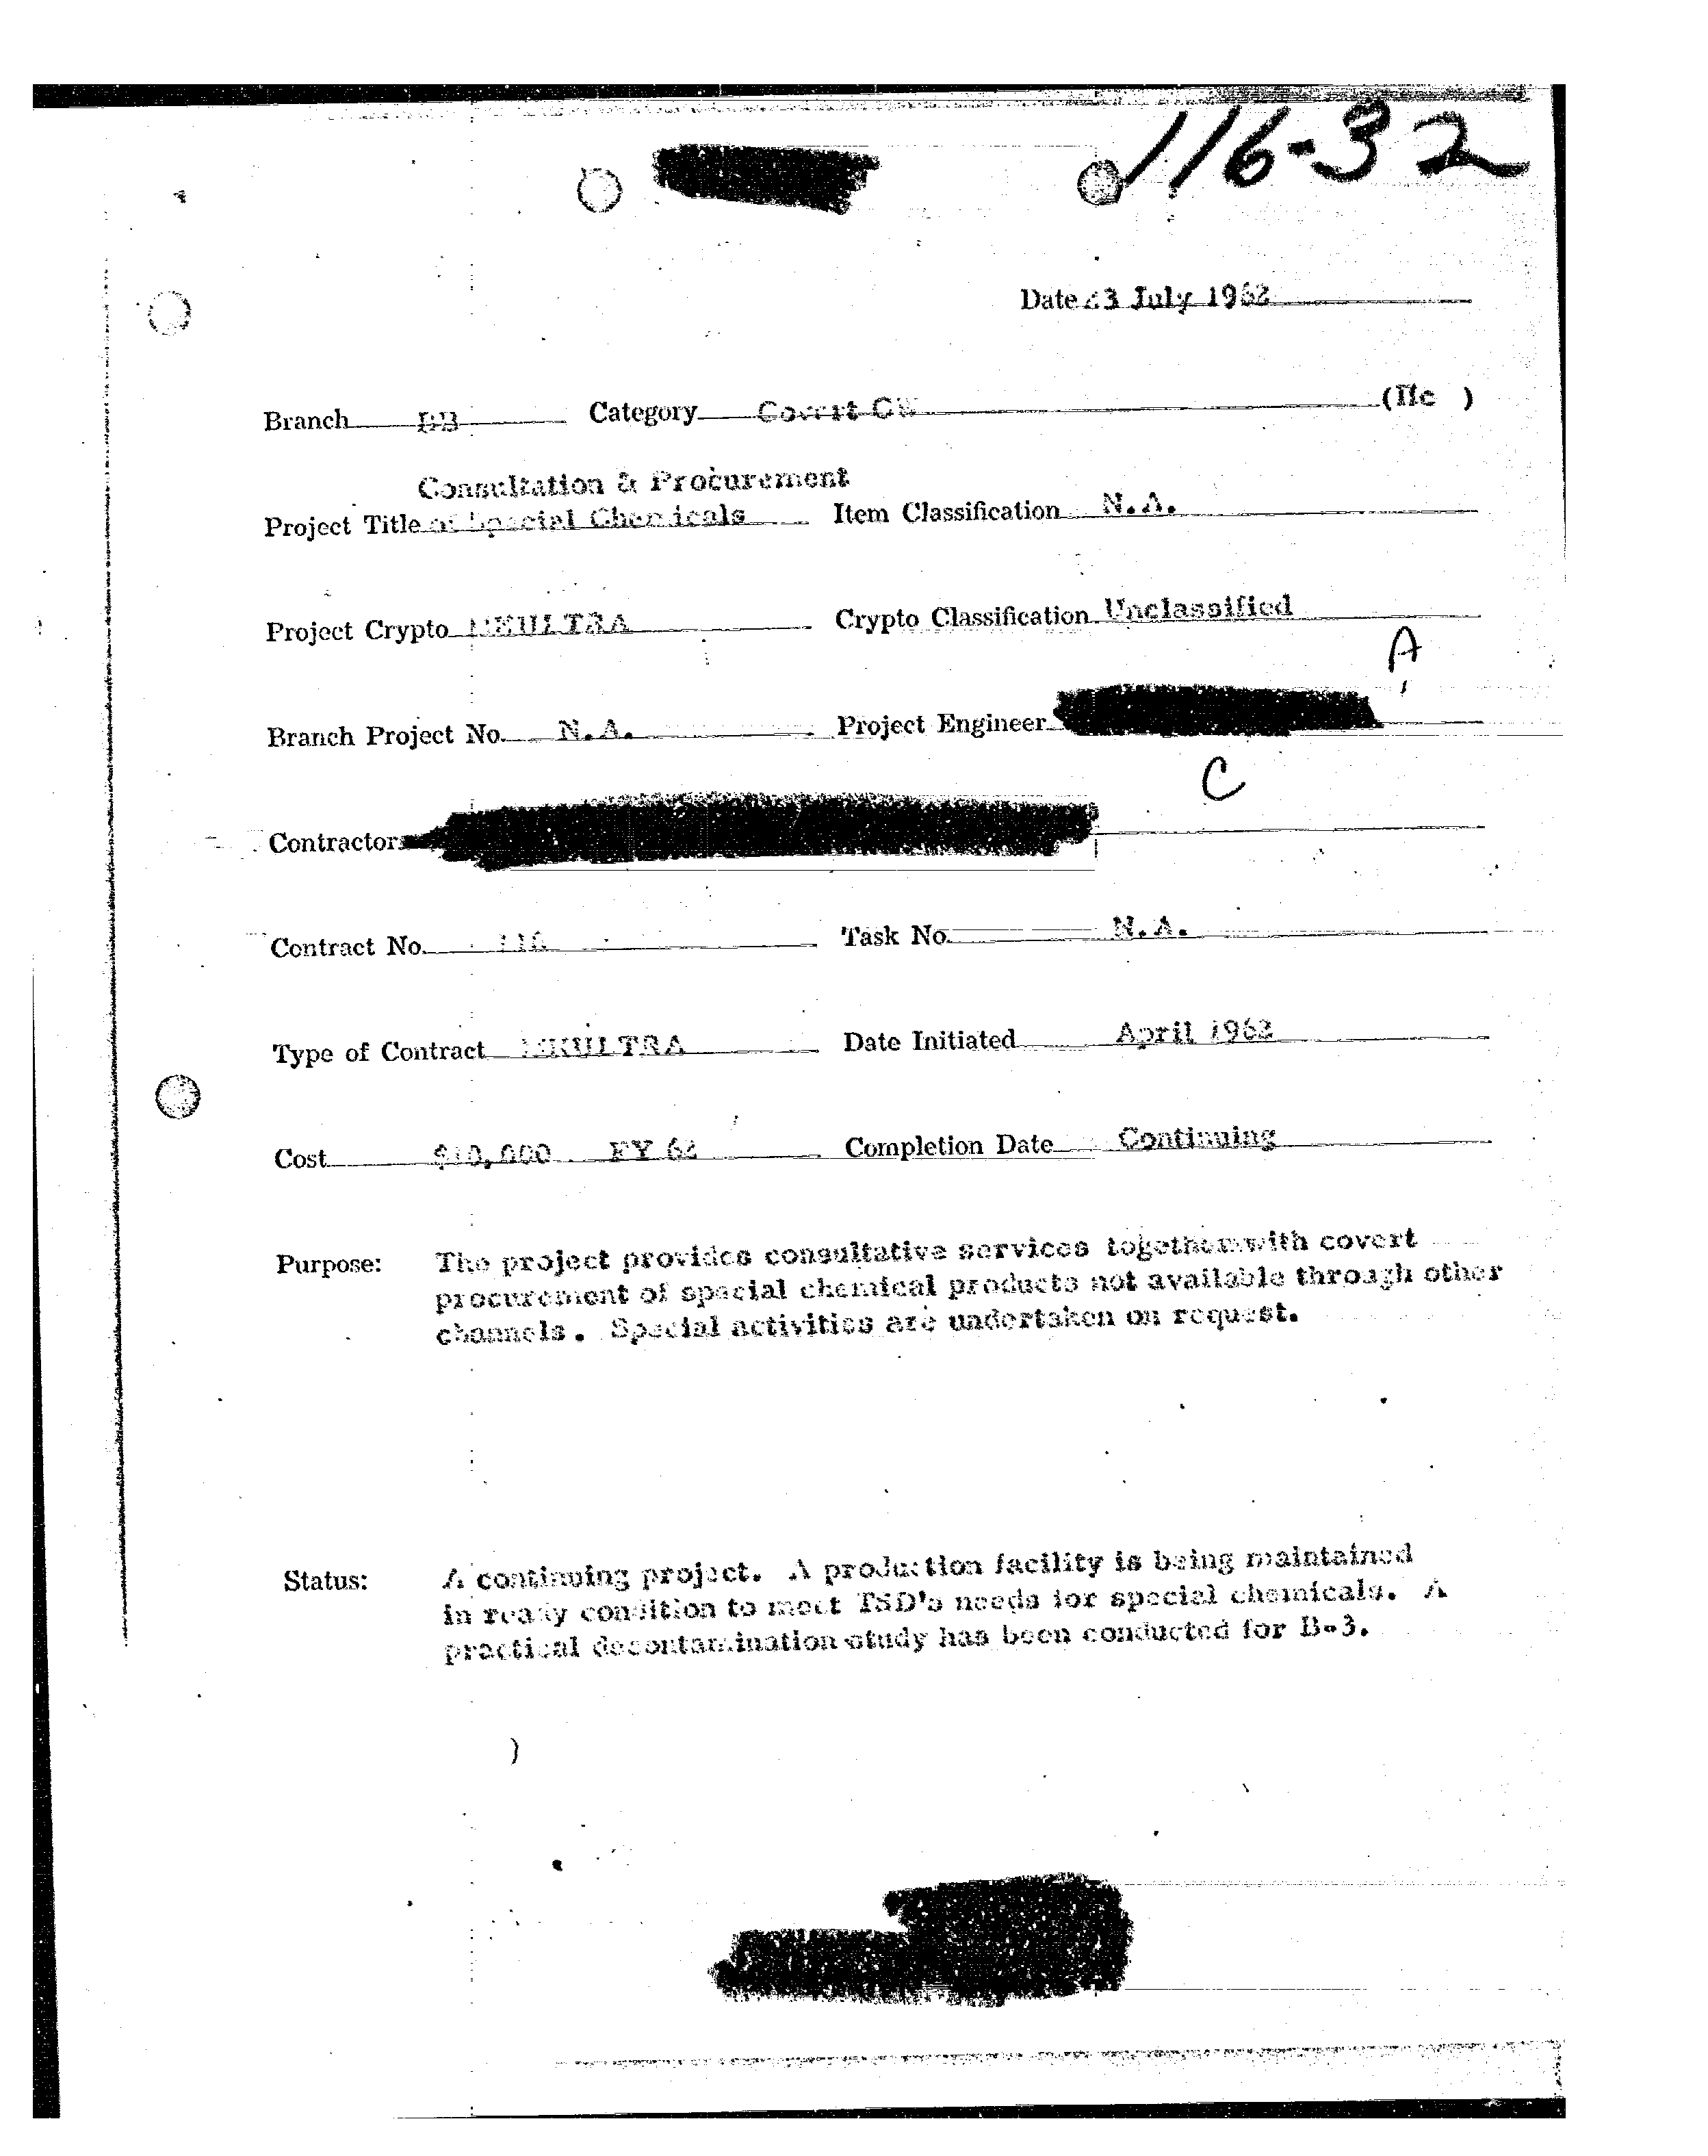 116-32
Date 23 July 1962
Branch BB Category Covert CW (IIc )
Consultation & Procurement
Project Title of Special Chemicals Item Classification N.A.
Project Crypto MKULTRA Crypto Classification Unclassified
A
Branch Project No. N.A. Project Engineer
C
Contractor
Contract No. 116 Task No. N.A.
Type of Contract MKULTRA Date Initiated April 1962
Cost $10,000 FY 62 Completion Date Continuing
Purpose: The project provides consultative services together with covert
procurement of special chemical products not available through other
channels. Special activities are undertaken on request.
Status: A continuing project. A production facility is being maintained
in ready condition to meet TSD's needs for special chemicals. A
practical decontamination study has been conducted for B-3.